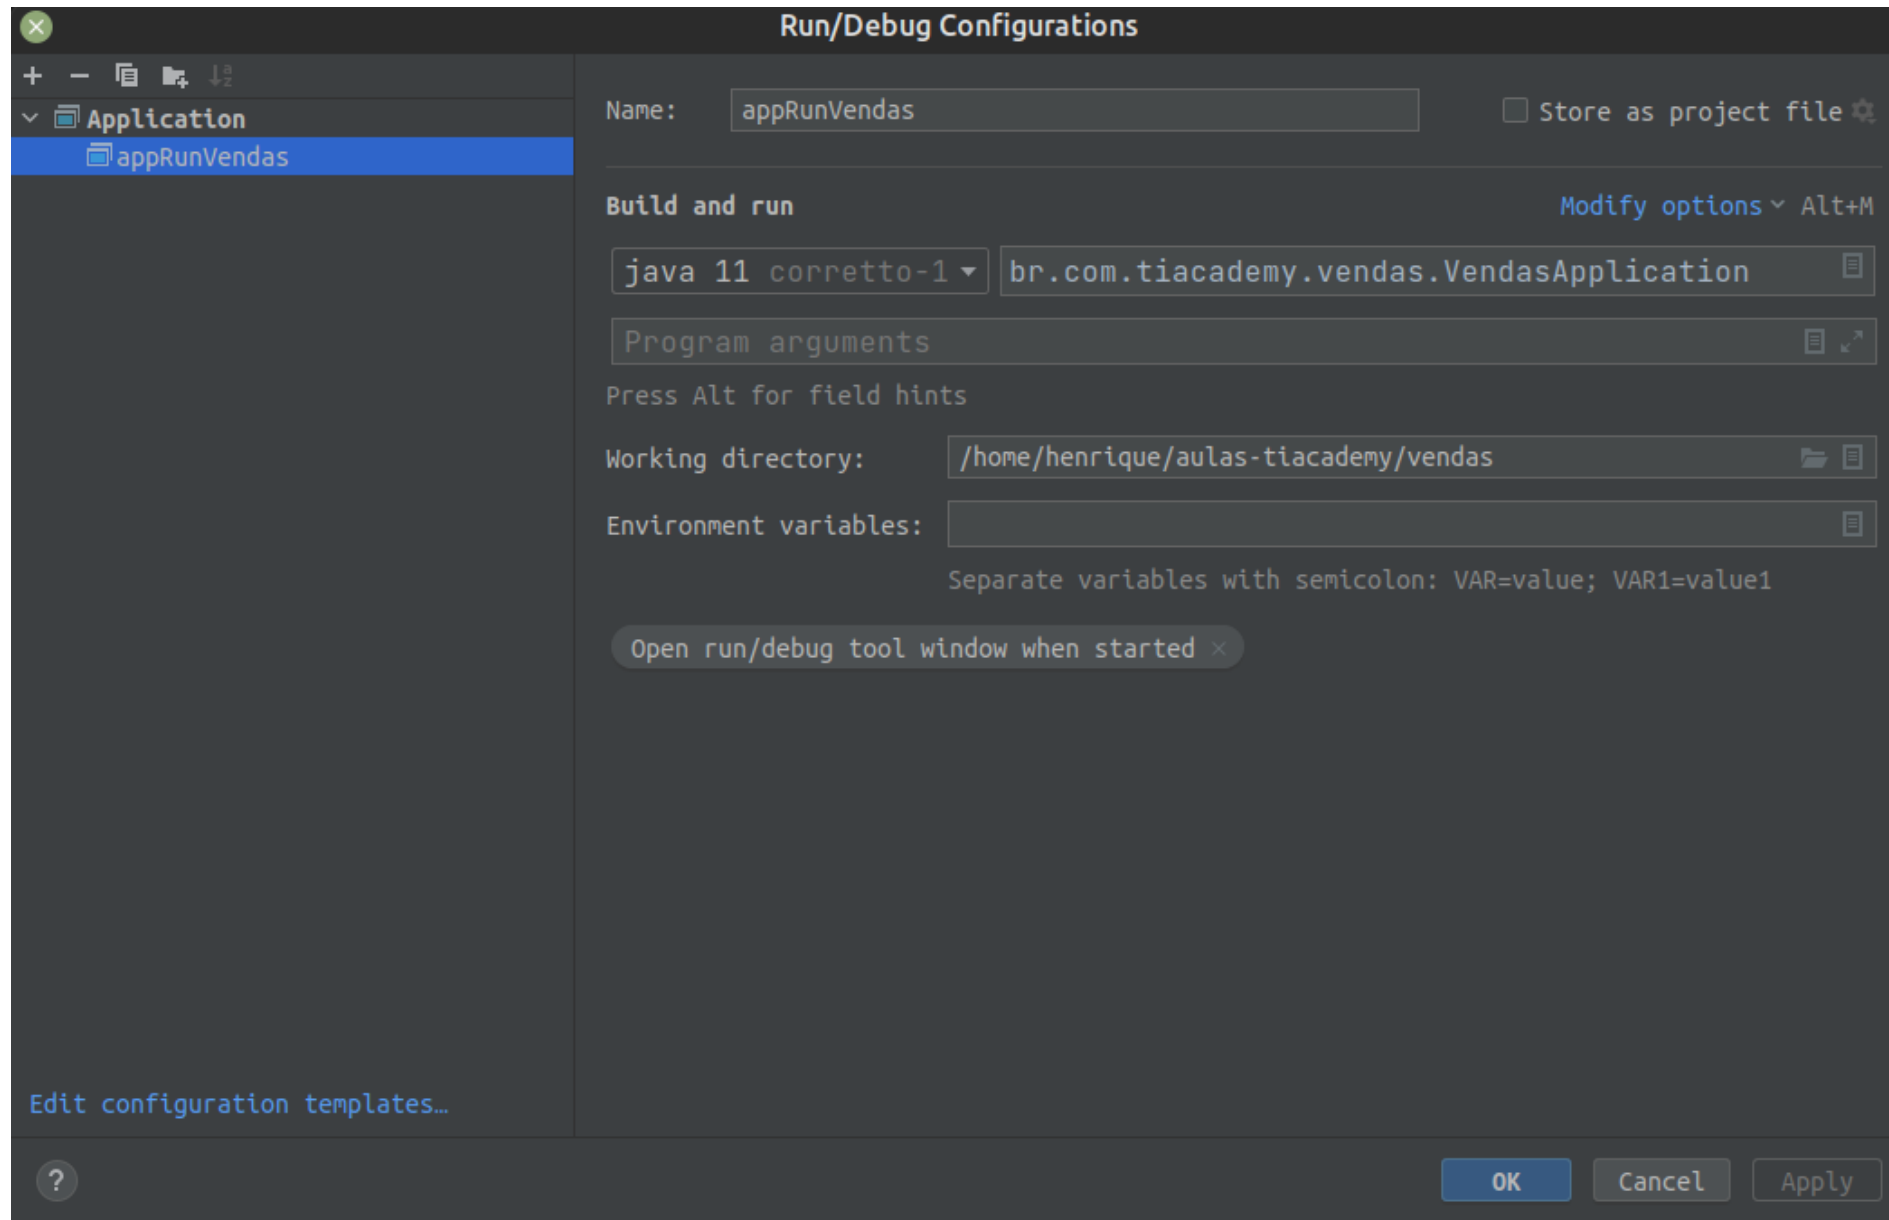 Run/Debug Configurations
Application
appRunVendas
Edit configuration templates…
Name: appRunVendas Store as project file
Build and run Modify options Alt+M
java 11 corretto-1 br.com.tiacademy.vendas.VendasApplication
Program arguments
Press Alt for field hints
Working directory: /home/henrique/aulas-tiacademy/vendas
Environment variables:
Separate variables with semicolon: VAR=value; VAR1=value1
Open run/debug tool window when started ×
? OK Cancel Apply